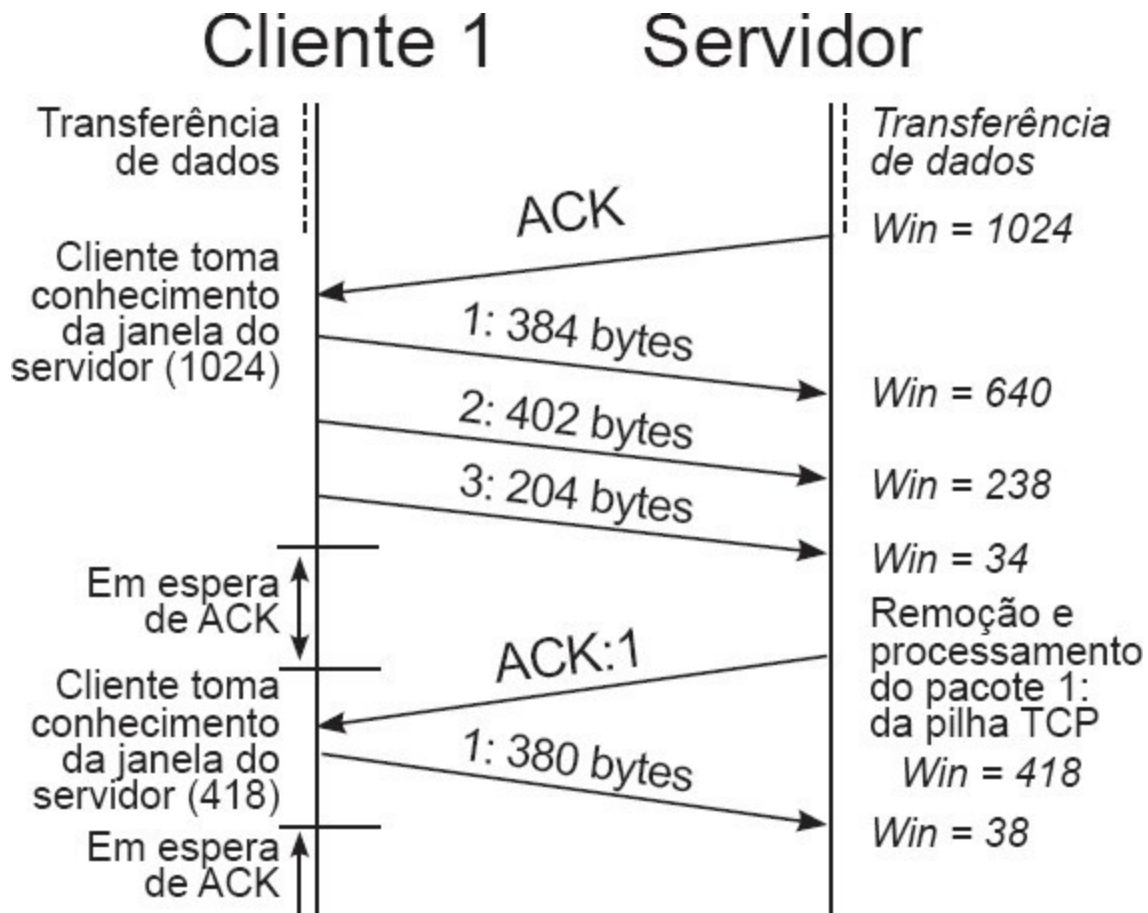 Cliente 1
Servidor
Transferência
de dados
Transferência
de dados
ACK
Win = 1024
Cliente toma
conhecimento
da janela do
servidor (1024)
1: 384 bytes
Win = 640
2: 402 bytes
Win = 238
3: 204 bytes
Win = 34
Em espera
de ACK
Remoção e
processamento
do pacote 1:
da pilha TCP
ACK:1
Win = 418
Cliente toma
conhecimento
da janela do
servidor (418)
1: 380 bytes
Win = 38
Em espera
de ACK